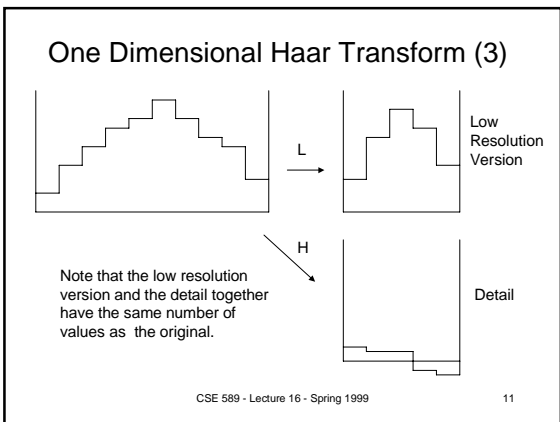 One Dimensional Haar Transform (3)
L
Low
Resolution
Version
H
Note that the low resolution
version and the detail together
have the same number of
values as the original.
Detail
CSE 589 - Lecture 16 - Spring 1999
11